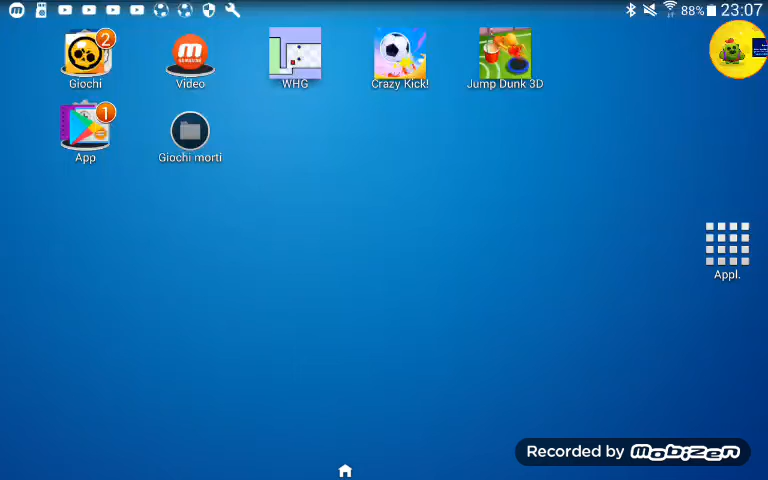 88% 23:07
2
Giochi
Video
WHG
Crazy Kick!
Jump Dunk 3D
1
App
Giochi morti
Appl.
Recorded by MOBIZEN